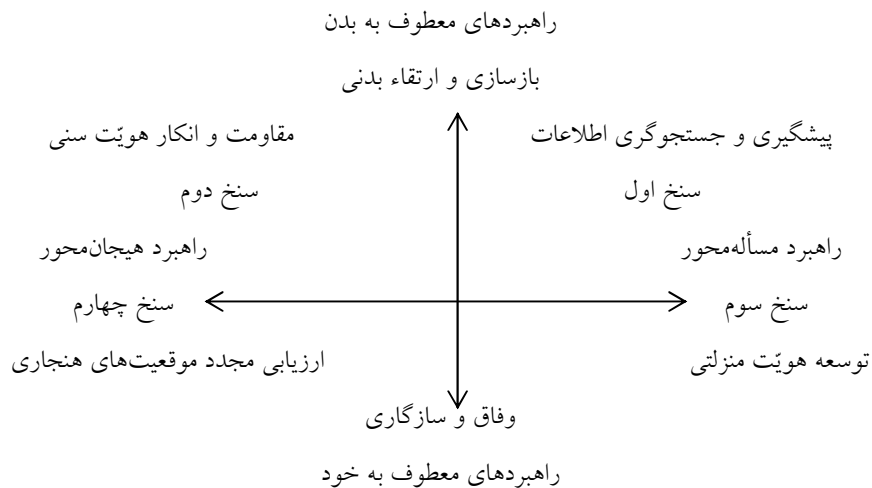 راهبردهای معطوف به بدن
بازسازی و ارتقاء بدنی
پیشگیری و جستجوگری اطلاعات
مقاومت و انکار هویّت سنی
سنخ اول
سنخ دوم
راهبرد مسأله‌محور
راهبرد هیجان‌محور
سنخ سوم
سنخ چهارم
توسعه هویّت منزلتی
ارزیابی مجدد موقعیت‌های هنجاری
وفاق و سازگاری
راهبردهای معطوف به خود